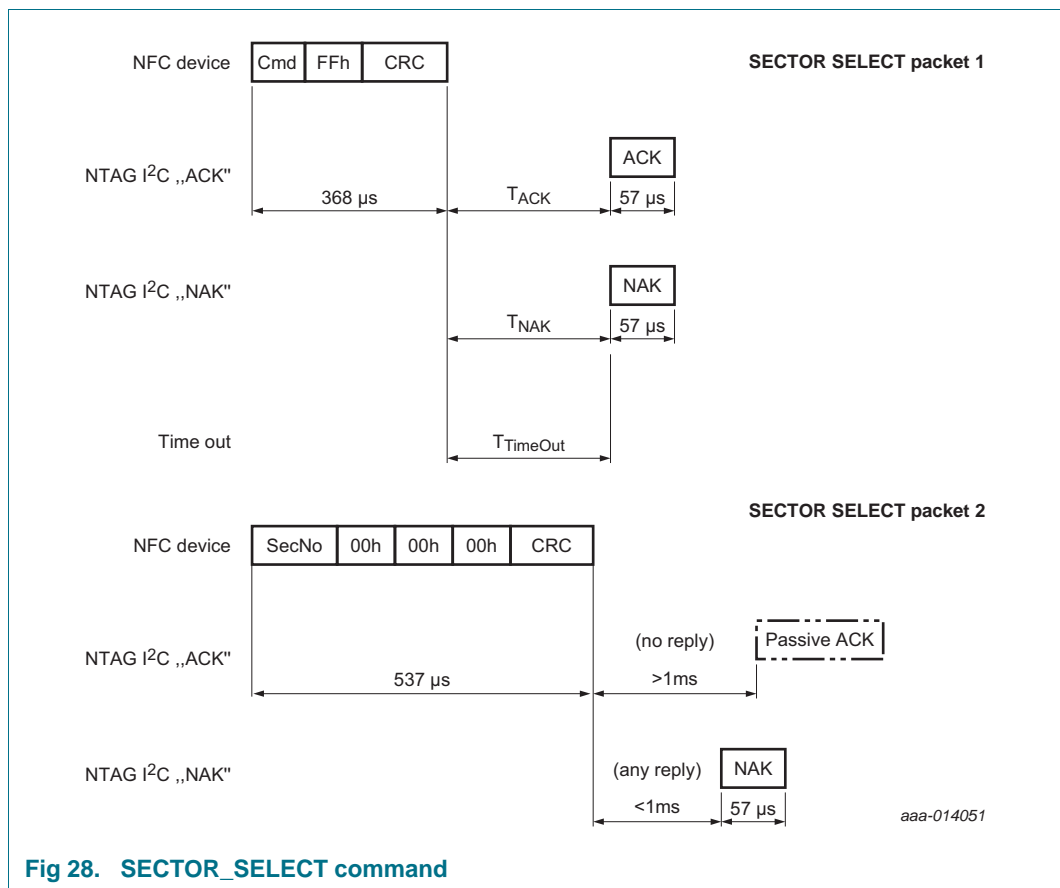 NFC device Cmd FFh CRC SECTOR SELECT packet 1
NTAG I2C ,,ACK" ACK
368 µs TACK 57 µs
NTAG I2C ,,NAK" NAK
TNAK 57 µs
Time out TTimeOut
SECTOR SELECT packet 2
NFC device SecNo 00h 00h 00h CRC
NTAG I2C ,,ACK" (no reply) Passive ACK
537 µs >1ms
NTAG I2C ,,NAK" (any reply) NAK
<1ms 57 µs aaa-014051
Fig 28. SECTOR_SELECT command